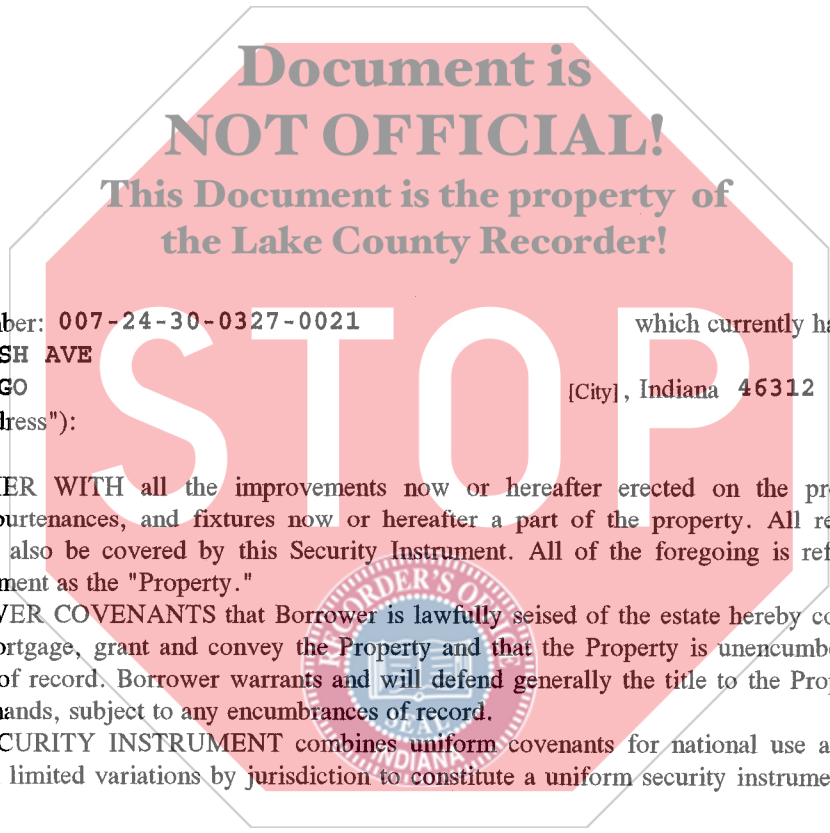 Document is
NOT OFFICIAL!
This Document is the property of
the Lake County Recorder!
STOP
ber: 007-24-30-0327-0021 which currently ha
SH AVE
GO [City], Indiana 46312
dress"):
ER WITH all the improvements now or hereafter erected on the pr
purtenances, and fixtures now or hereafter a part of the property. All re
also be covered by this Security Instrument. All of the foregoing is ref
ment as the "Property."
VER COVENANTS that Borrower is lawfully seised of the estate hereby co
ortgage, grant and convey the Property and that the Property is unencumb
of record. Borrower warrants and will defend generally the title to the Prop
nands, subject to any encumbrances of record.
CURITY INSTRUMENT combines uniform covenants for national use a
limited variations by jurisdiction to constitute a uniform security instrume
RECORDER'S OFFICE
SEAL
INDIANA